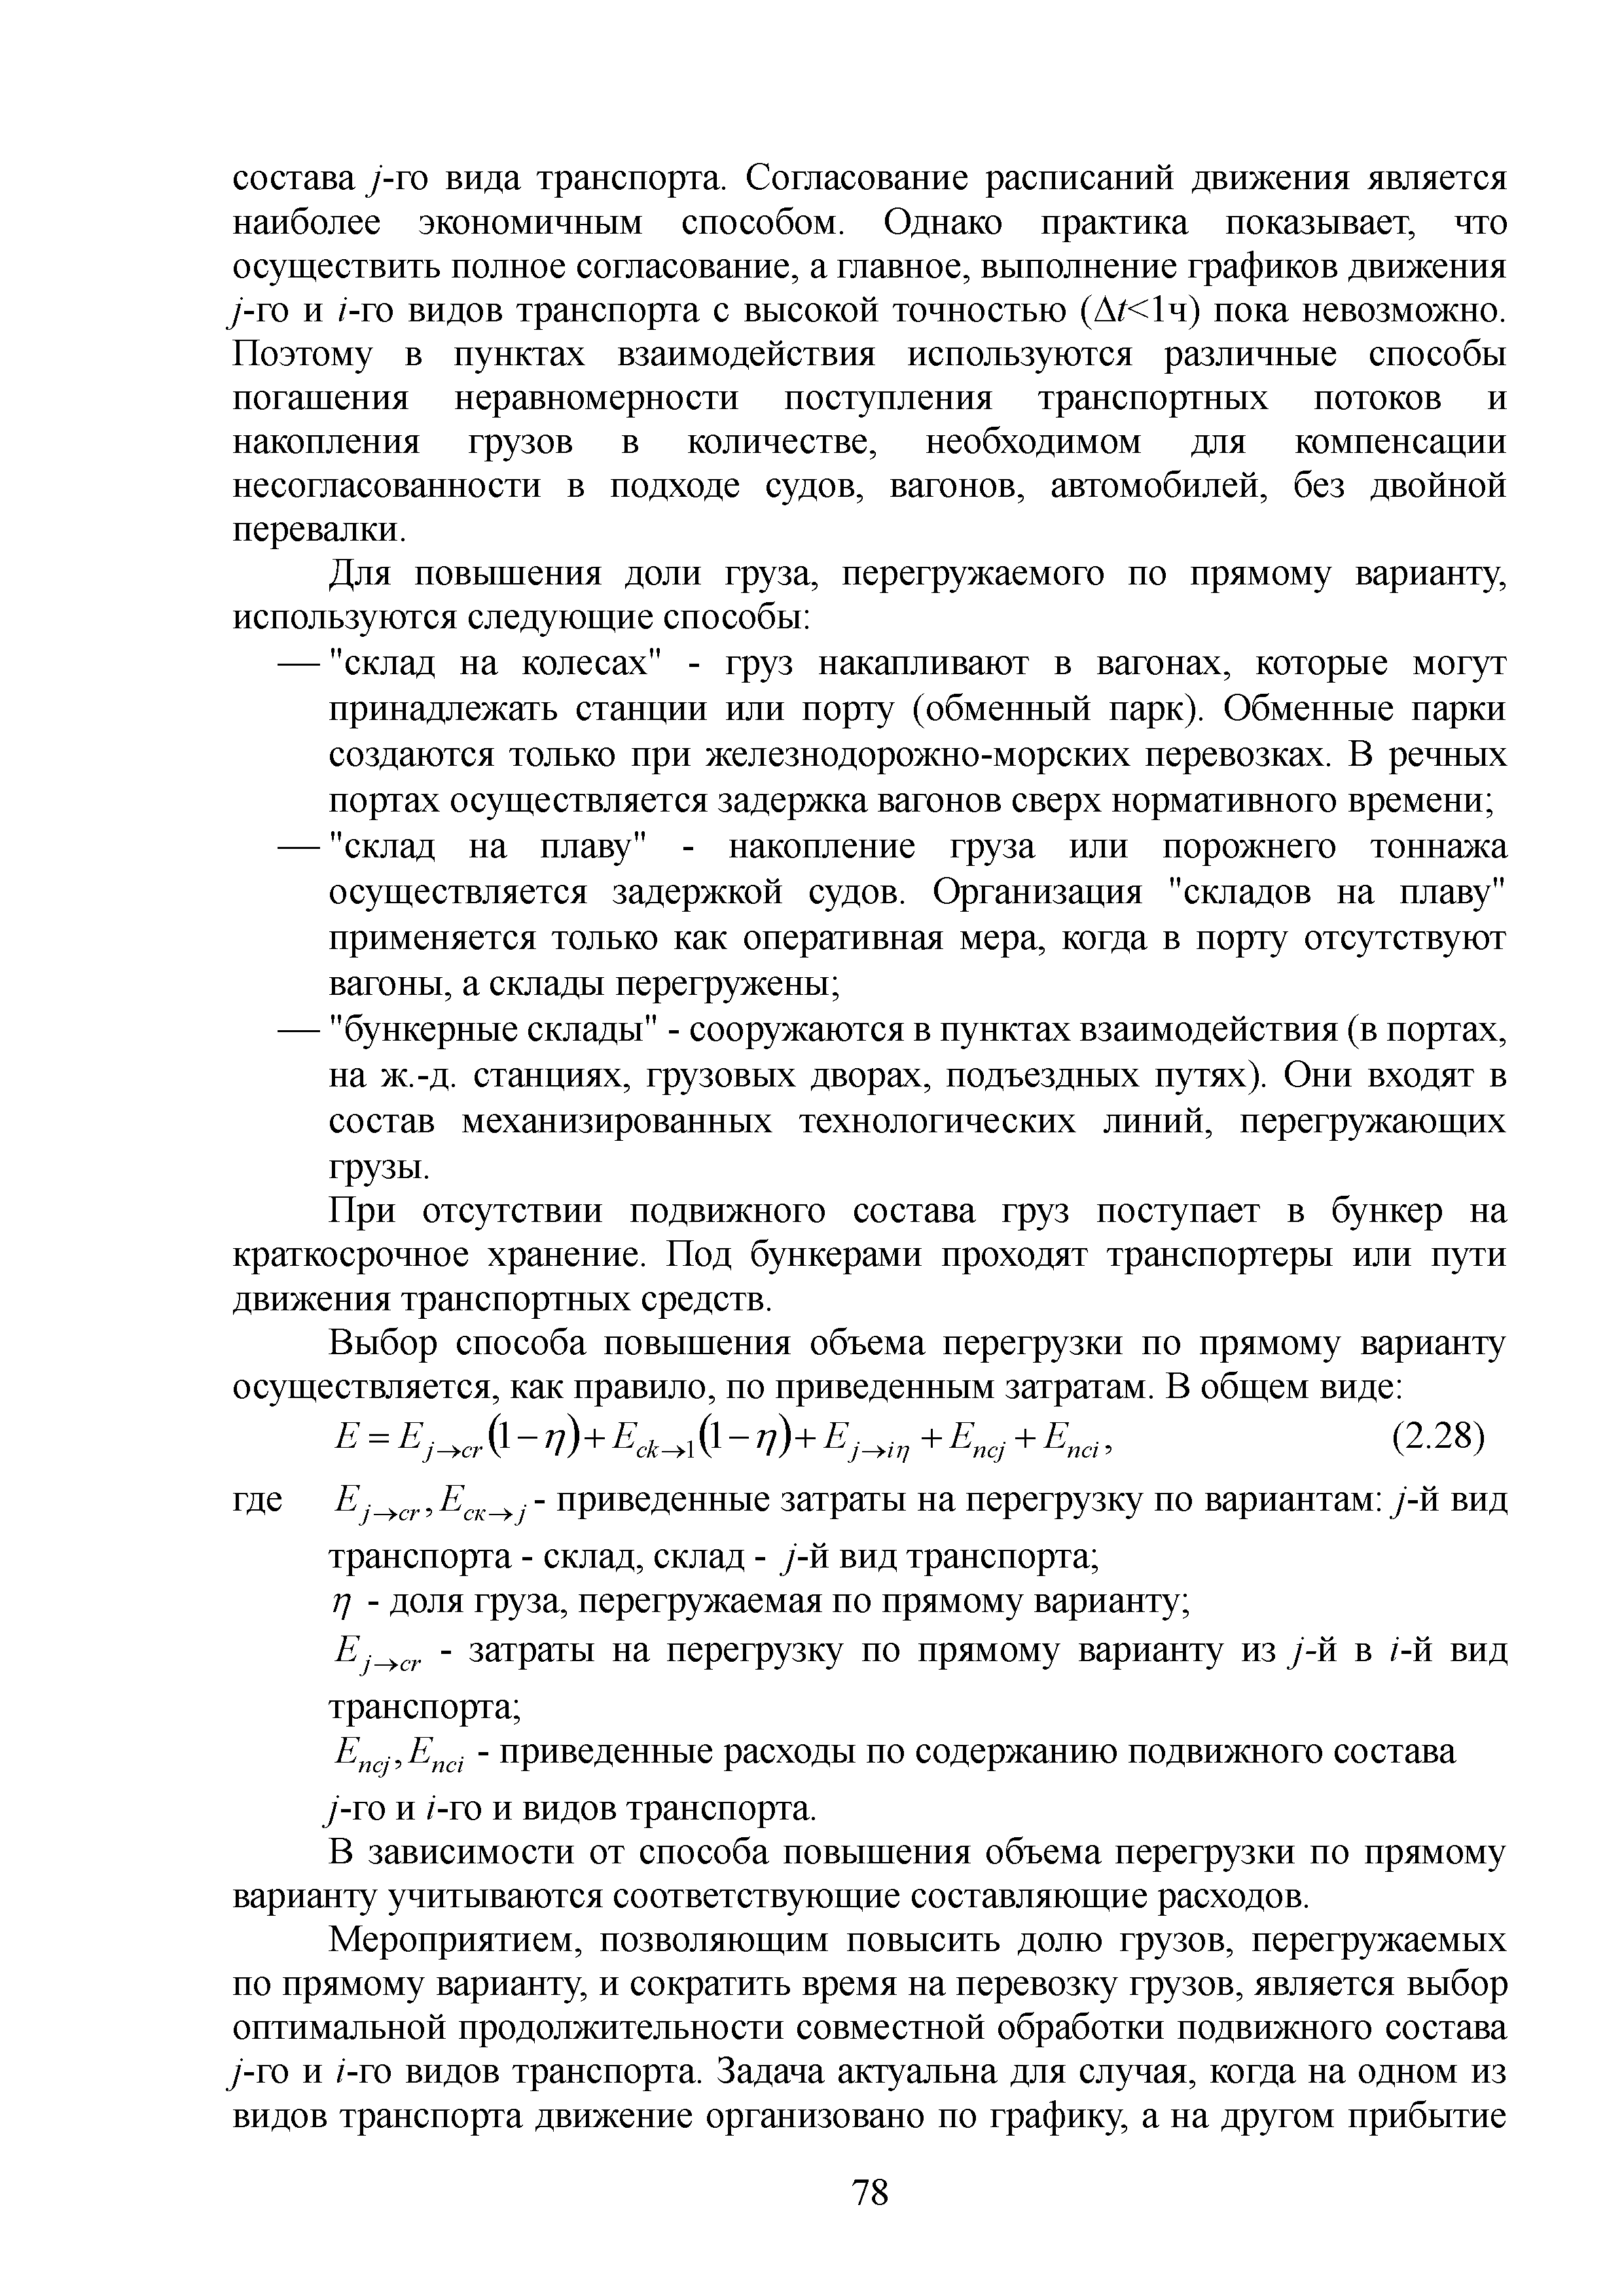 состава j-го вида транспорта. Согласование расписаний движения является
наиболее экономичным способом. Однако практика показывает, что
осуществить полное согласование, а главное, выполнение графиков движения
j-го и i-го видов транспорта с высокой точностью (Δt<1ч) пока невозможно.
Поэтому в пунктах взаимодействия используются различные способы
погашения неравномерности поступления транспортных потоков и
накопления грузов в количестве, необходимом для компенсации
несогласованности в подходе судов, вагонов, автомобилей, без двойной
перевалки.
Для повышения доли груза, перегружаемого по прямому варианту,
используются следующие способы:
— "склад на колесах" - груз накапливают в вагонах, которые могут
принадлежать станции или порту (обменный парк). Обменные парки
создаются только при железнодорожно-морских перевозках. В речных
портах осуществляется задержка вагонов сверх нормативного времени;
— "склад на плаву" - накопление груза или порожнего тоннажа
осуществляется задержкой судов. Организация "складов на плаву"
применяется только как оперативная мера, когда в порту отсутствуют
вагоны, а склады перегружены;
— "бункерные склады" - сооружаются в пунктах взаимодействия (в портах,
на ж.-д. станциях, грузовых дворах, подъездных путях). Они входят в
состав механизированных технологических линий, перегружающих
грузы.
При отсутствии подвижного состава груз поступает в бункер на
краткосрочное хранение. Под бункерами проходят транспортеры или пути
движения транспортных средств.
Выбор способа повышения объема перегрузки по прямому варианту
осуществляется, как правило, по приведенным затратам. В общем виде:
E = E_{j→cr}(1−η)+E_{ck→1}(1−η)+E_{j→iη}+E_{ncj}+E_{nci}, (2.28)
где E_{j→cr}, E_{ск→j} - приведенные затраты на перегрузку по вариантам: j-й вид
транспорта - склад, склад - j-й вид транспорта;
η - доля груза, перегружаемая по прямому варианту;
E_{j→cr} - затраты на перегрузку по прямому варианту из j-й в i-й вид
транспорта;
E_{ncj}, E_{nci} - приведенные расходы по содержанию подвижного состава
j-го и i-го и видов транспорта.
В зависимости от способа повышения объема перегрузки по прямому
варианту учитываются соответствующие составляющие расходов.
Мероприятием, позволяющим повысить долю грузов, перегружаемых
по прямому варианту, и сократить время на перевозку грузов, является выбор
оптимальной продолжительности совместной обработки подвижного состава
j-го и i-го видов транспорта. Задача актуальна для случая, когда на одном из
видов транспорта движение организовано по графику, а на другом прибытие
78